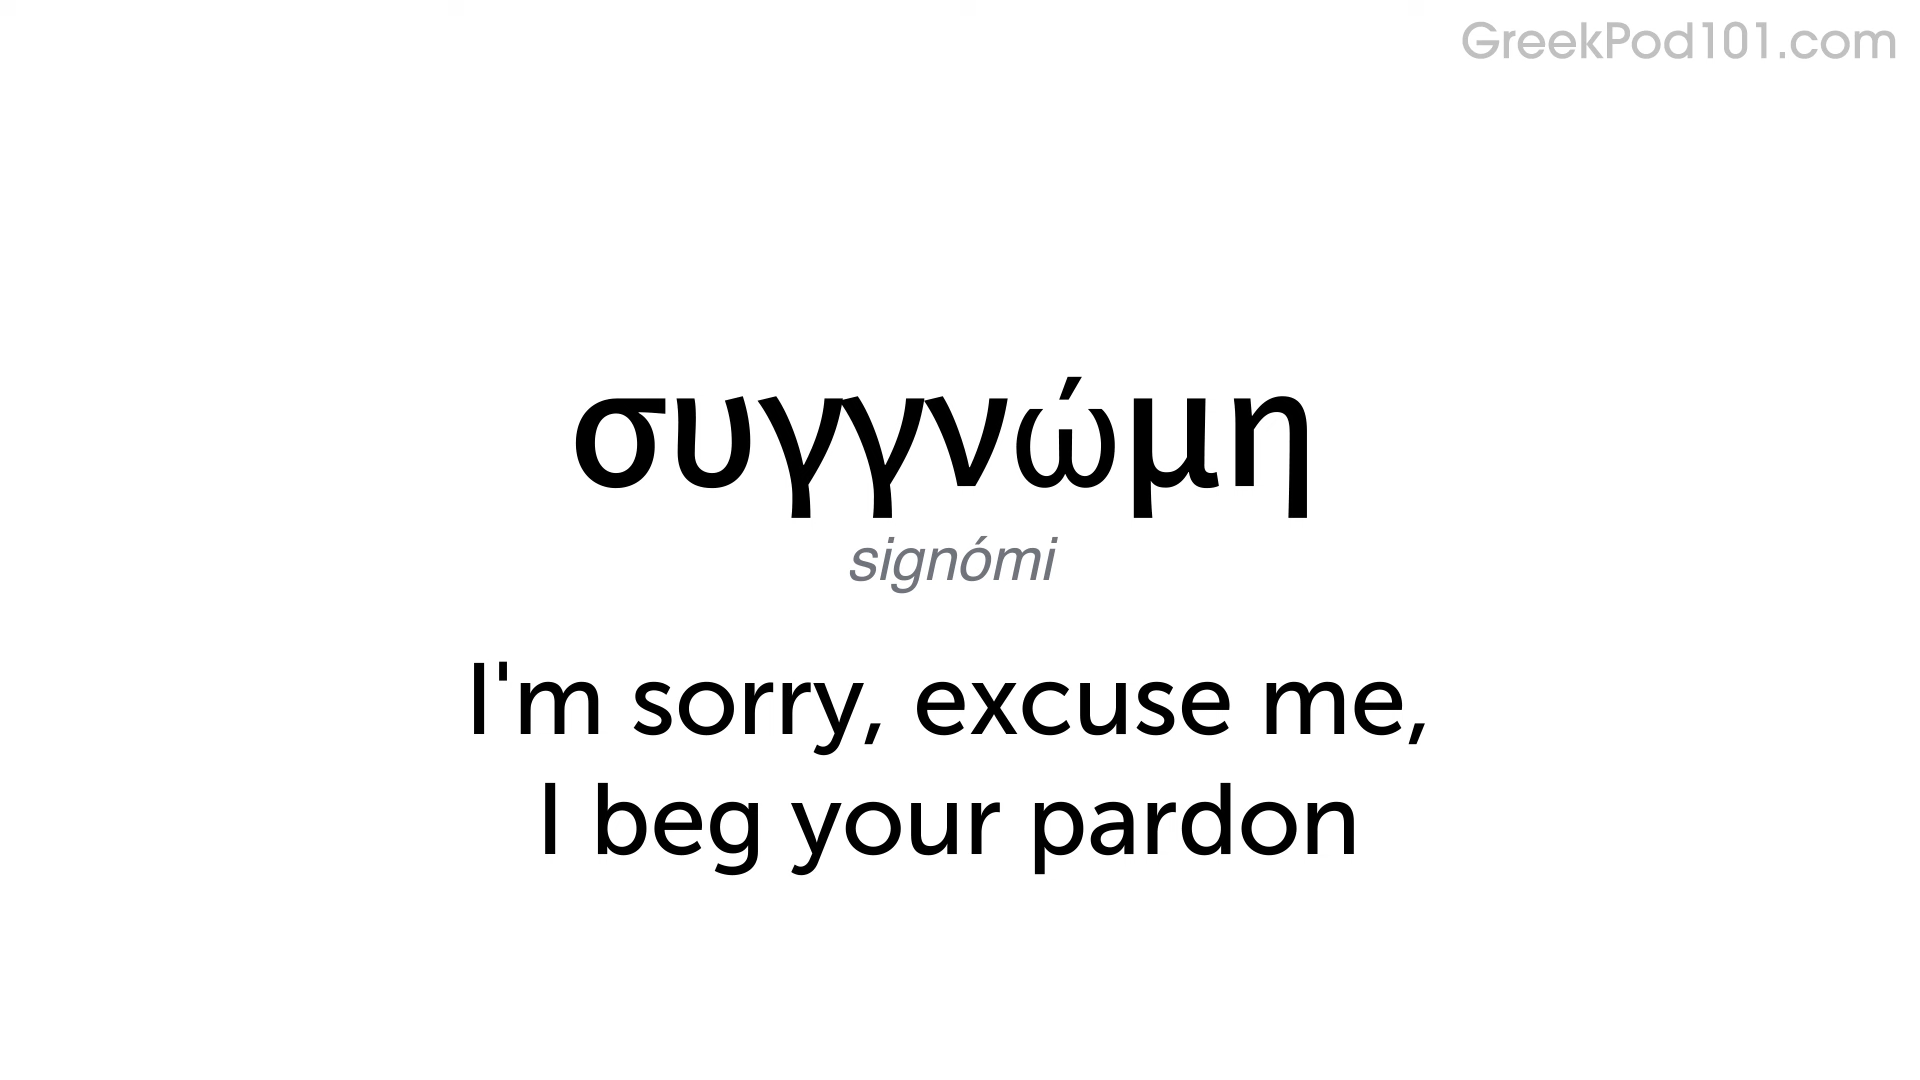 GreekPod101.com
συγγνώμη
signómi
I'm sorry, excuse me,
I beg your pardon